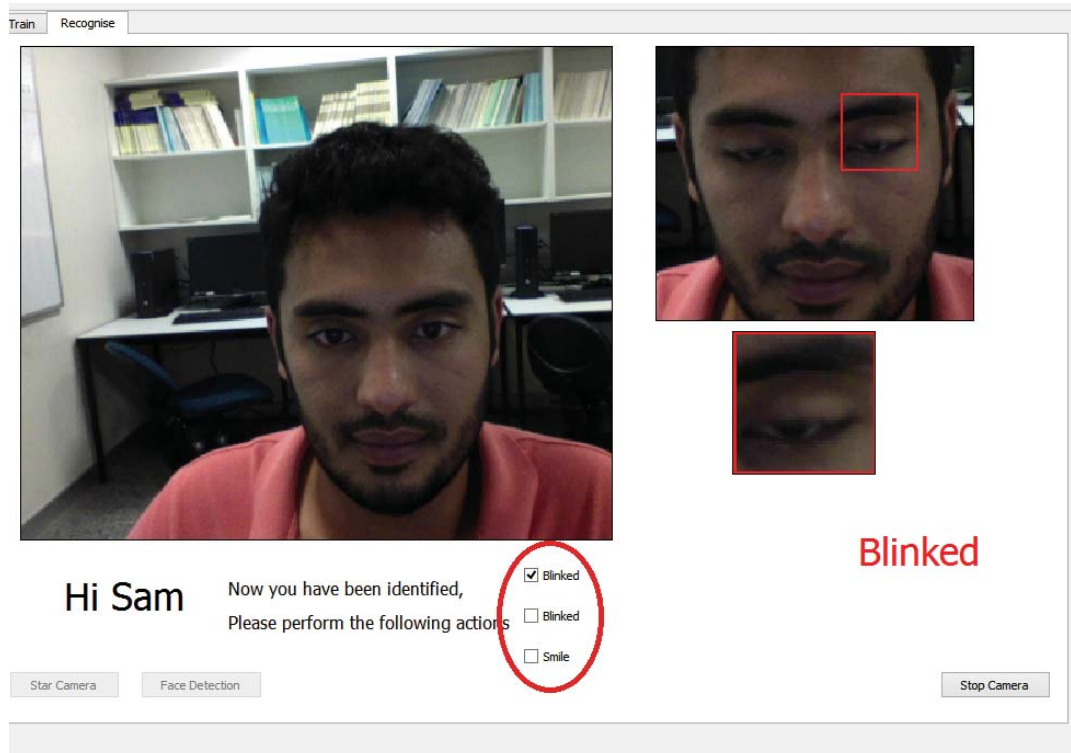 Train Recognise
Blinked
Hi Sam
Now you have been identified,
Please perform the following actions
Blinked
Blinked
Smile
Star Camera Face Detection Stop Camera